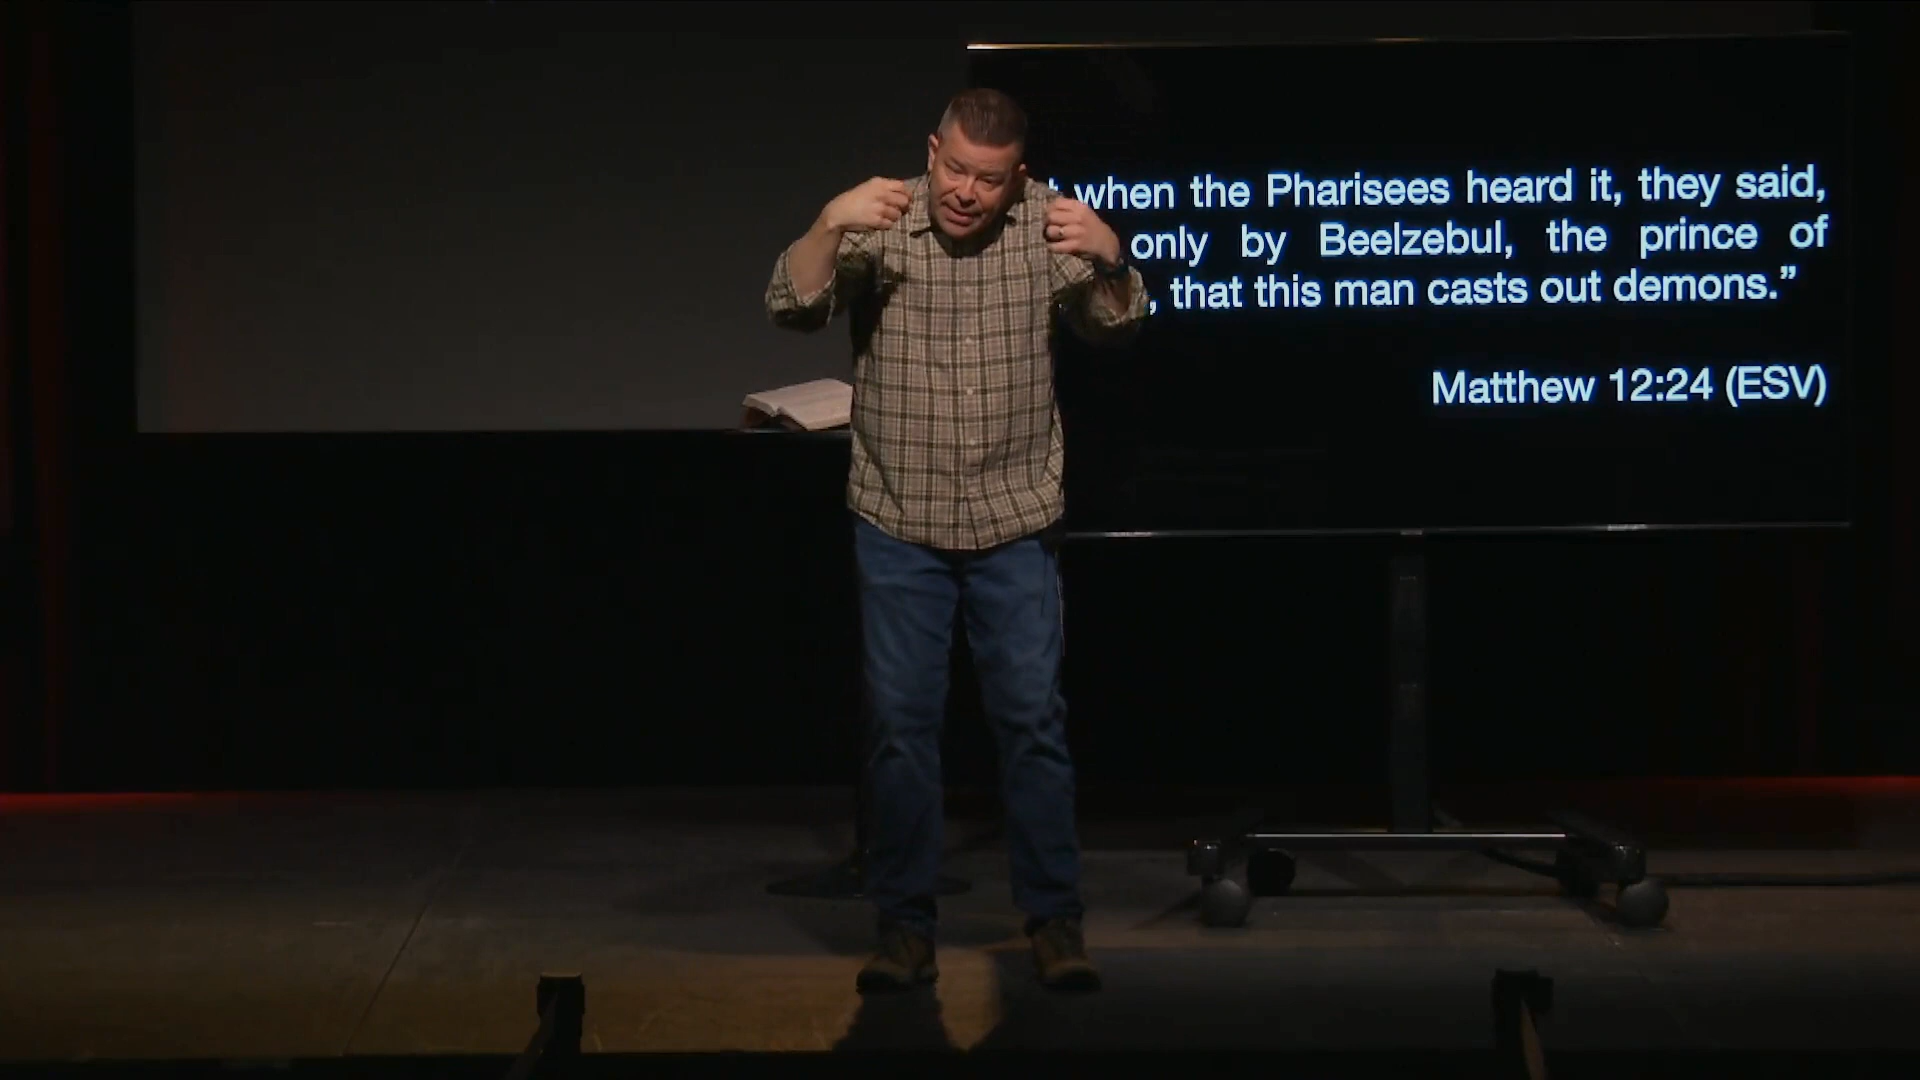 when the Pharisees heard it, they said,
only by Beelzebul, the prince of
, that this man casts out demons.”
Matthew 12:24 (ESV)